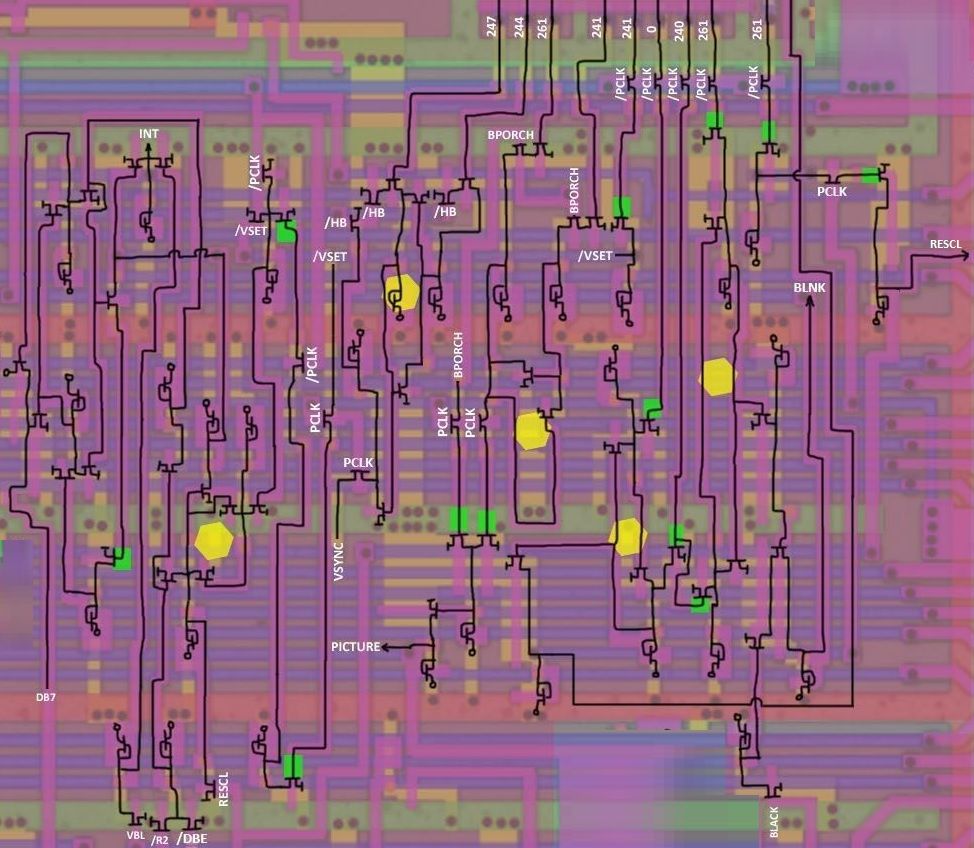 247
244
261
241
241
0
240
261
261
/PCLK
/PCLK
/PCLK
/PCLK
/PCLK
INT
BPORCH
/PCLK
BPORCH
PCLK
/HB
/HB
/HB
/VSET
/VSET
/VSET
RESCL
BLNK
/PCLK
BPORCH
PCLK
PCLK
PCLK
PCLK
VSYNC
PICTURE
DB7
RESCL
VBL
/R2
/DBE
BLACK